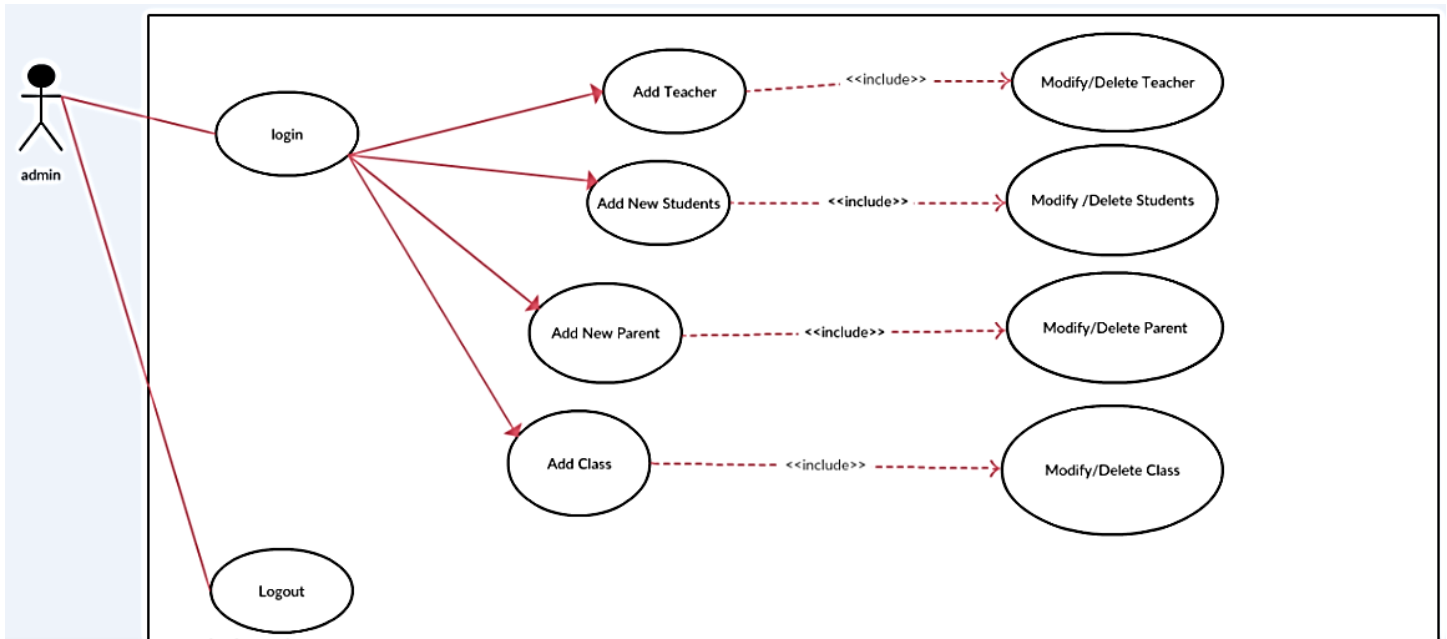 Add Teacher
<<include>>
Modify/Delete Teacher
login
admin
Add New Students
<<include>>
Modify /Delete Students
Add New Parent
<<include>>
Modify/Delete Parent
Add Class
<<include>>
Modify/Delete Class
Logout